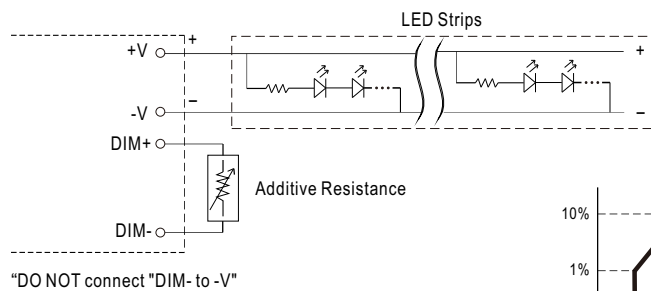 LED Strips
+V
+
+
-V
–
–
DIM+
Additive Resistance
DIM-
"DO NOT connect "DIM- to -V"
10%
1%